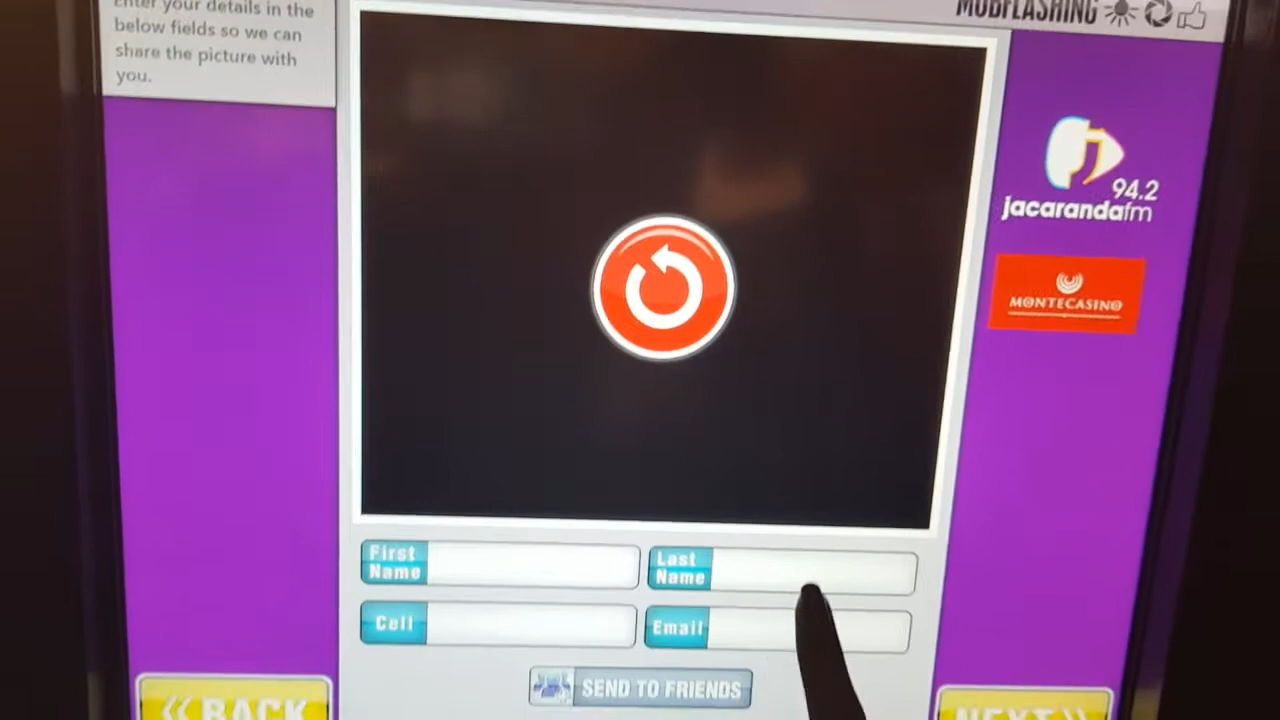 Enter your details in the
below fields so we can
share the picture with
you.
MOBFLASHING
94.2
jacarandafm
MONTECASINO
First
Name
Last
Name
Cell
Email
SEND TO FRIENDS
BACK
NEXT